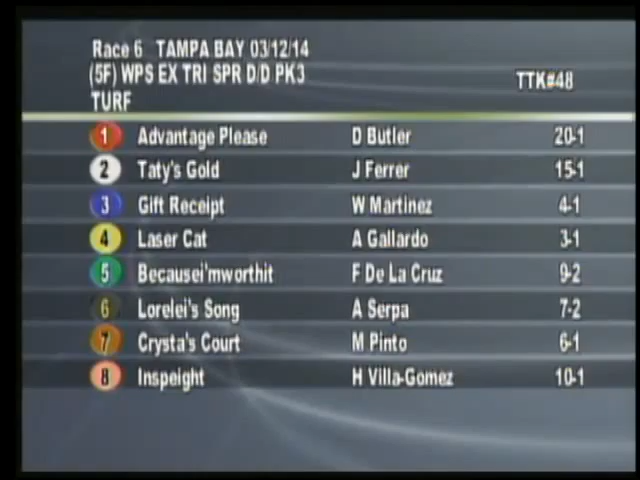 Race 6 TAMPA BAY 03/12/14
(5F) WPS EX TRI SPR D/D PK3 TTK#48
TURF
1 Advantage Please D Butler 20-1
2 Taty's Gold J Ferrer 15-1
3 Gift Receipt W Martinez 4-1
4 Laser Cat A Gallardo 3-1
5 Becausei'mworthit F De La Cruz 9-2
6 Lorelei's Song A Serpa 7-2
7 Crysta's Court M Pinto 6-1
8 Inspeight H Villa-Gomez 10-1